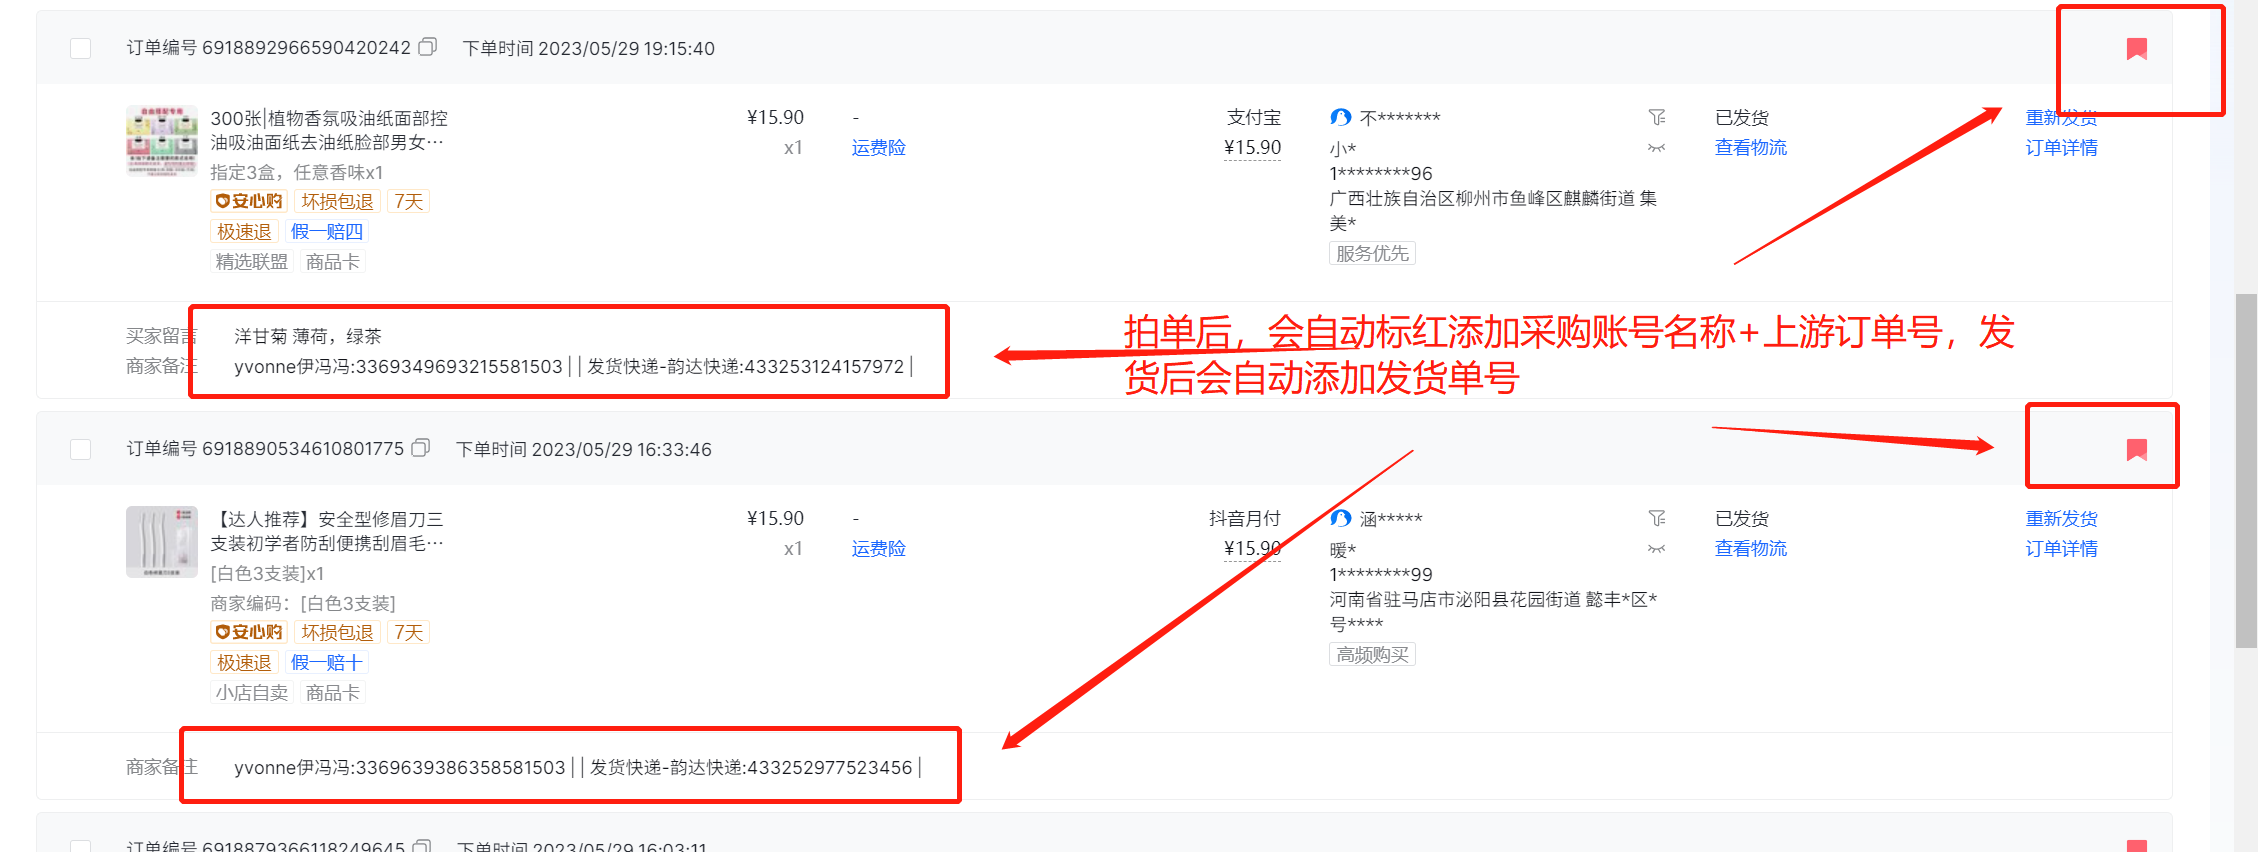 订单编号 6918892966590420242 下单时间 2023/05/29 19:15:40
300张|植物香氛吸油纸面部控
油吸油面纸去油纸脸部男女…
指定3盒，任意香味x1
安心购 坏损包退 7天
极速退 假一赔四
精选联盟 商品卡
¥15.90
x1
-
运费险
支付宝
¥15.90
不*******
小*
1********96
广西壮族自治区柳州市鱼峰区麒麟街道 集
美*
服务优先
已发货
查看物流
重新发货
订单详情
买家留言 洋甘菊 薄荷，绿茶
商家备注 yvonne伊冯冯:3369349693215581503 | | 发货快递-韵达快递:433253124157972 |
拍单后，会自动标红添加采购账号名称+上游订单号，发
货后会自动添加发货单号
订单编号 6918890534610801775 下单时间 2023/05/29 16:33:46
【达人推荐】安全型修眉刀三
支装初学者防刮便携刮眉毛…
[白色3支装]x1
商家编码：[白色3支装]
安心购 坏损包退 7天
极速退 假一赔十
小店自卖 商品卡
¥15.90
x1
-
运费险
抖音月付
¥15.90
涵*****
暖*
1********99
河南省驻马店市泌阳县花园街道 懿丰*区*
号****
高频购买
已发货
查看物流
重新发货
订单详情
商家备注 yvonne伊冯冯:3369639386358581503 | | 发货快递-韵达快递:433252977523456 |
订单编号 6918793661182496​45 下单时间 2023/05/29 16:03:11